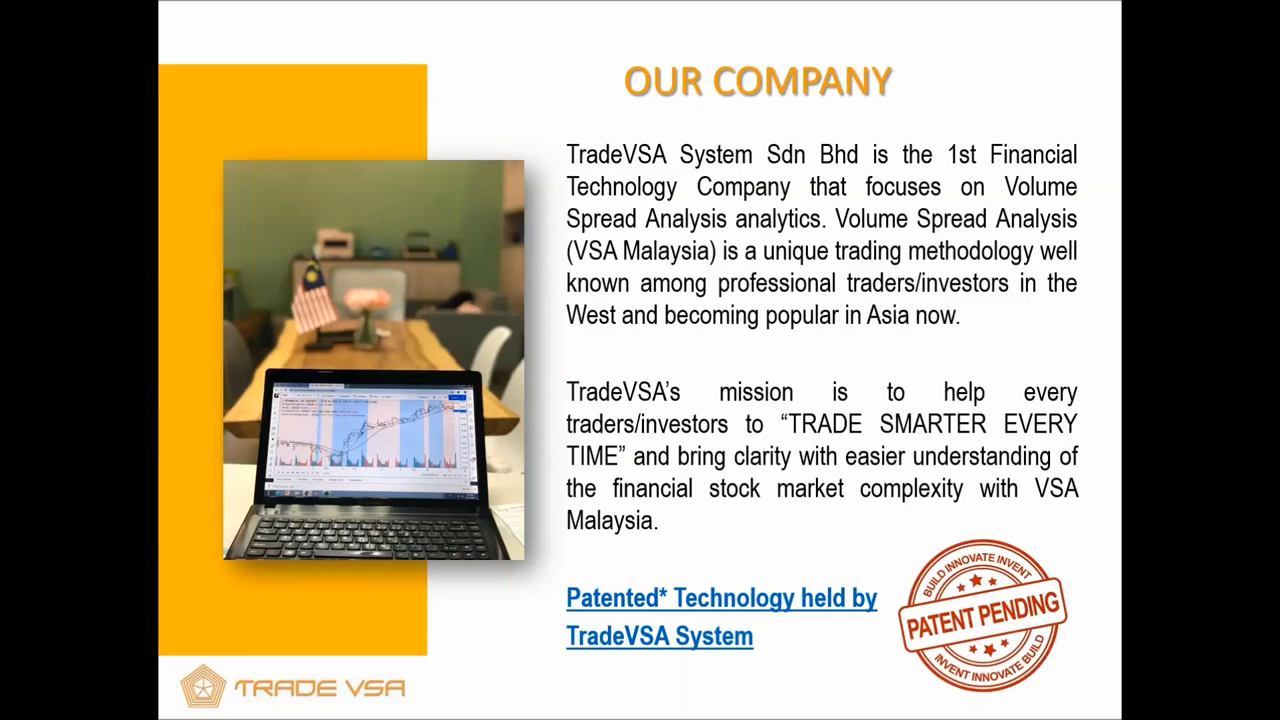 OUR COMPANY
TradeVSA System Sdn Bhd is the 1st Financial
Technology Company that focuses on Volume
Spread Analysis analytics. Volume Spread Analysis
(VSA Malaysia) is a unique trading methodology well
known among professional traders/investors in the
West and becoming popular in Asia now.
TradeVSA’s mission is to help every
traders/investors to “TRADE SMARTER EVERY
TIME” and bring clarity with easier understanding of
the financial stock market complexity with VSA
Malaysia.
Patented* Technology held by
TradeVSA System
BUILD INNOVATE INVENT
PATENT PENDING
INVENT INNOVATE BUILD
TRADE VSA